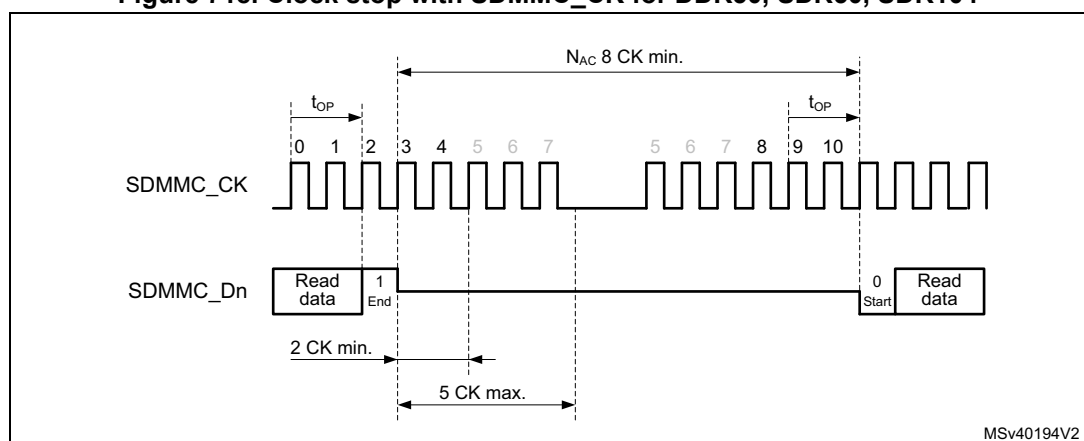 Figure 718. Clock stop with SDMMC_CK for DDR50, SDR50, SDR104
NAC 8 CK min.
tOP tOP
0 1 2 3 4 5 6 7 5 6 7 8 9 10
SDMMC_CK
SDMMC_Dn
Read data
1 End
0 Start
Read data
2 CK min.
5 CK max.
MSv40194V2